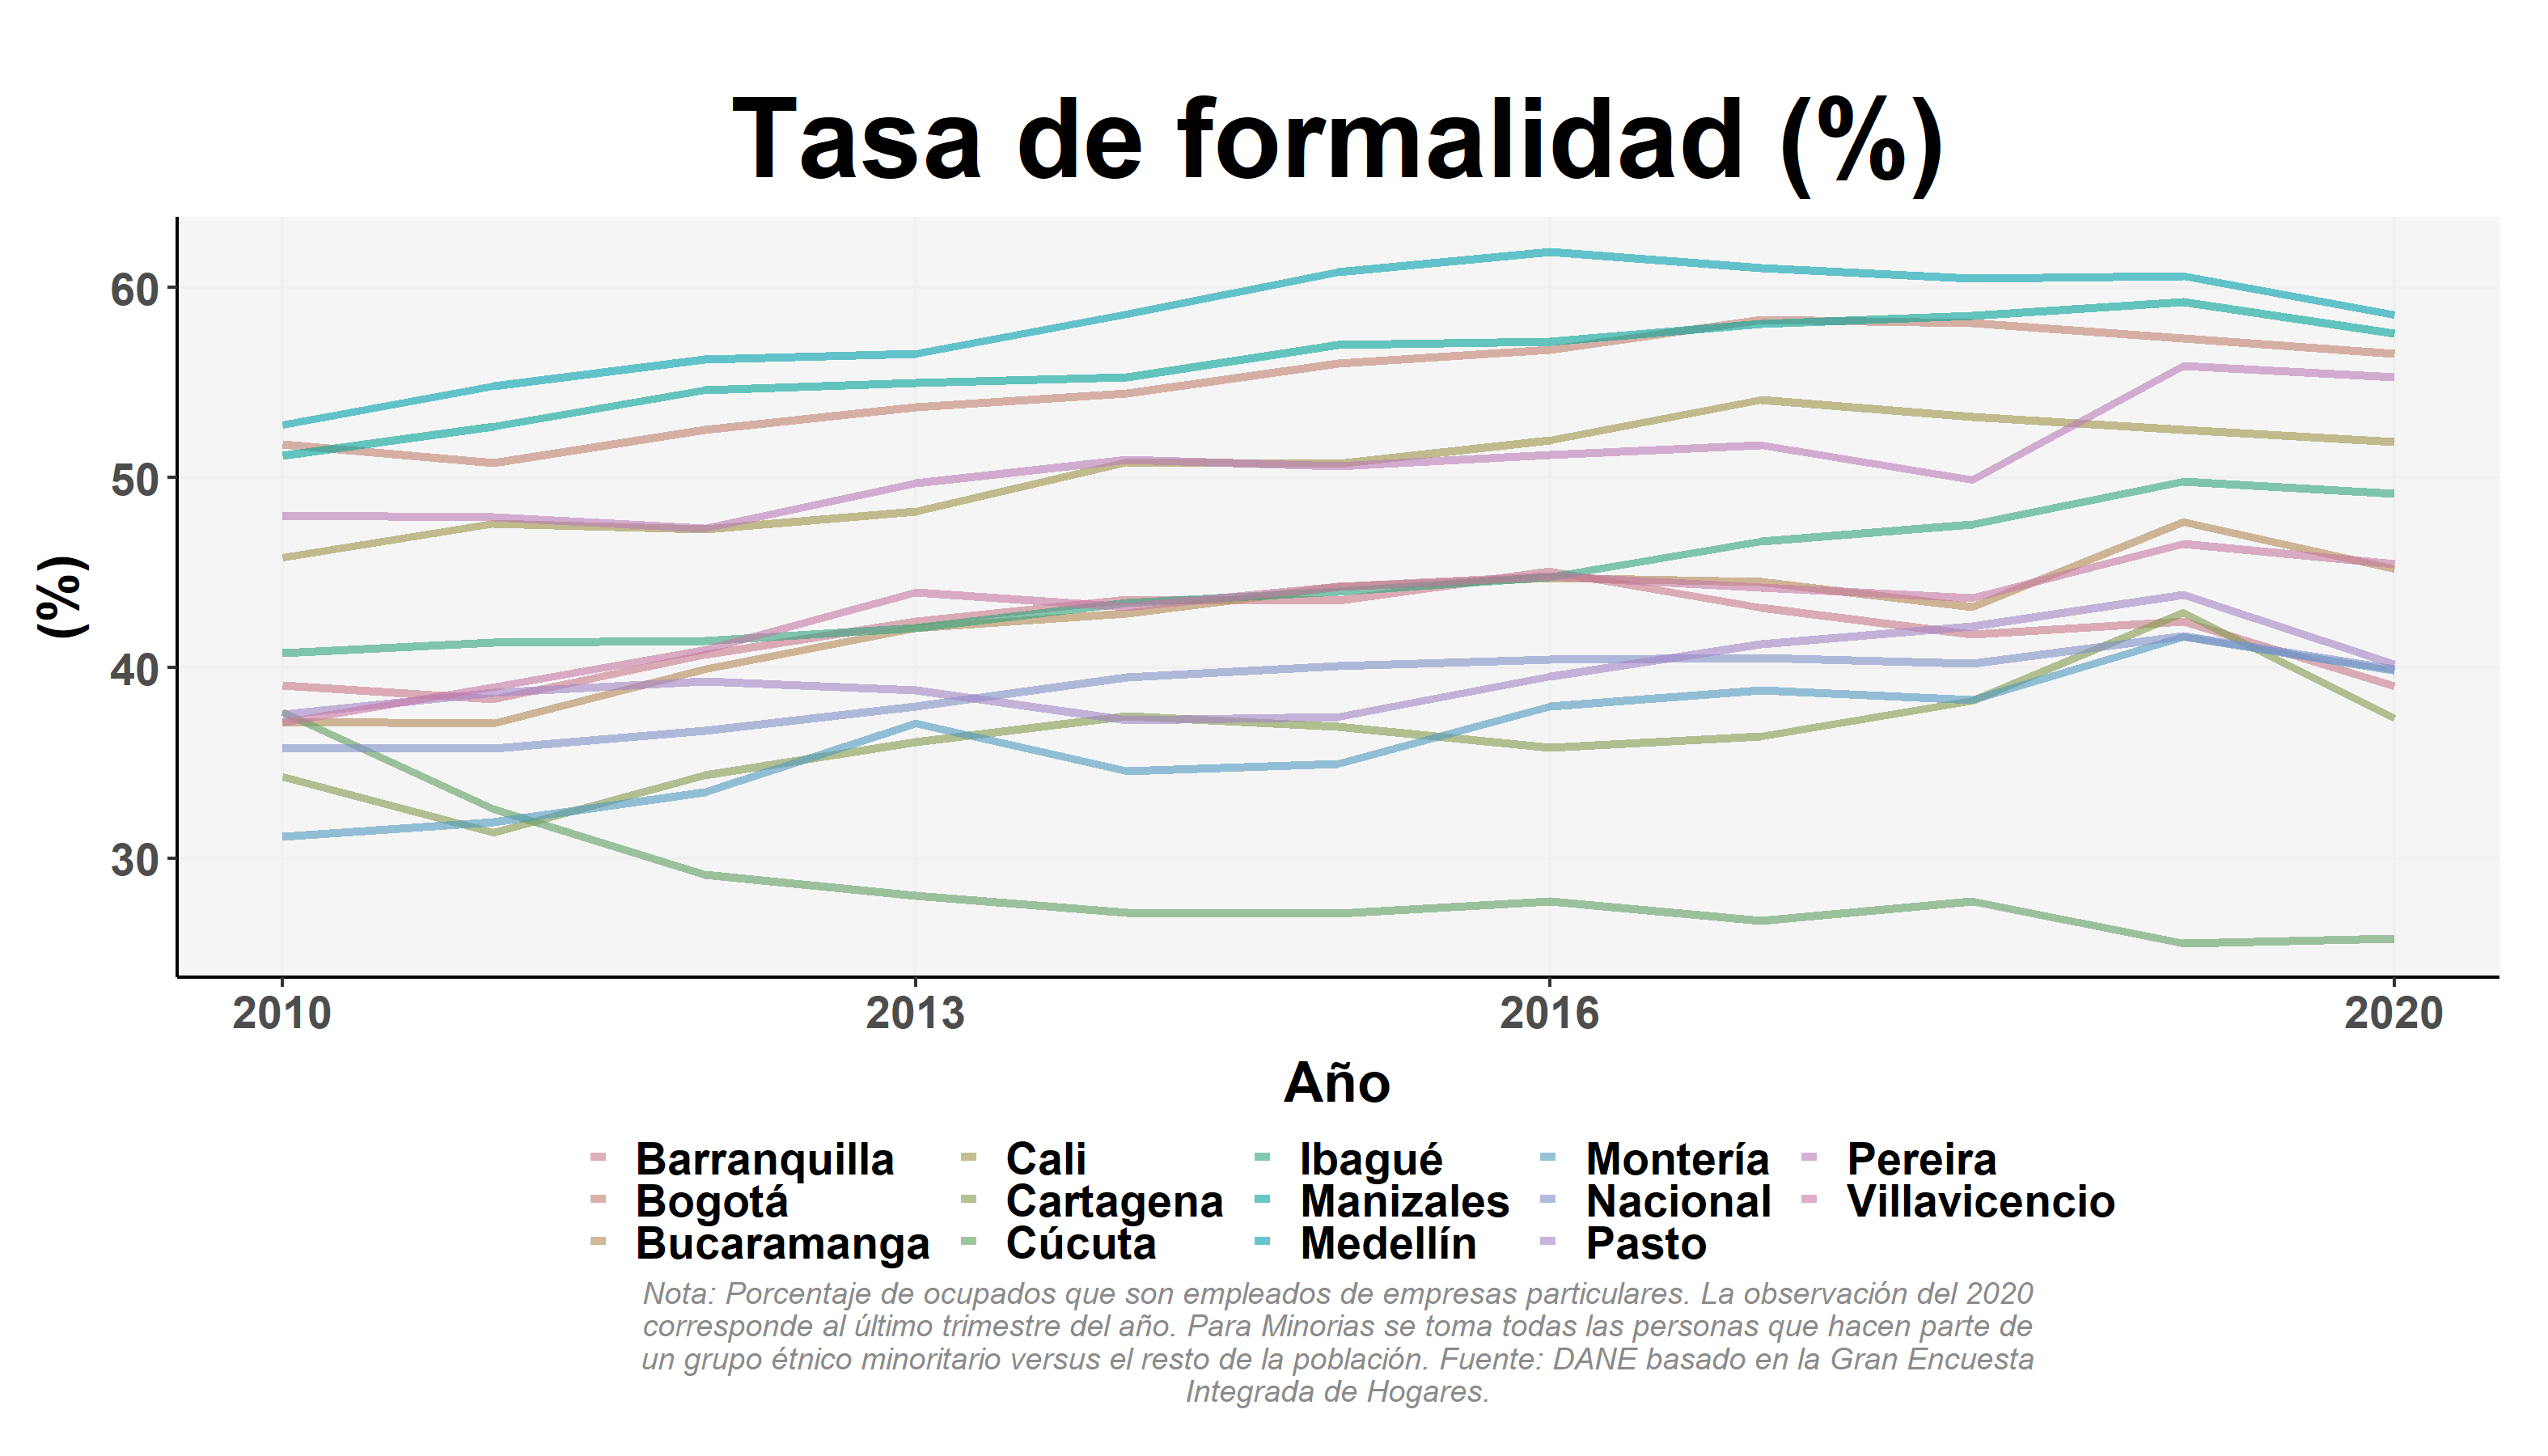 Tasa de formalidad (%)
60
50
40
30
(%)
2010 2013 2016 2020
Año
Barranquilla Cali Ibagué Montería Pereira
Bogotá Cartagena Manizales Nacional Villavicencio
Bucaramanga Cúcuta Medellín Pasto
Nota: Porcentaje de ocupados que son empleados de empresas particulares. La observación del 2020
corresponde al último trimestre del año. Para Minorias se toma todas las personas que hacen parte de
un grupo étnico minoritario versus el resto de la población. Fuente: DANE basado en la Gran Encuesta
Integrada de Hogares.